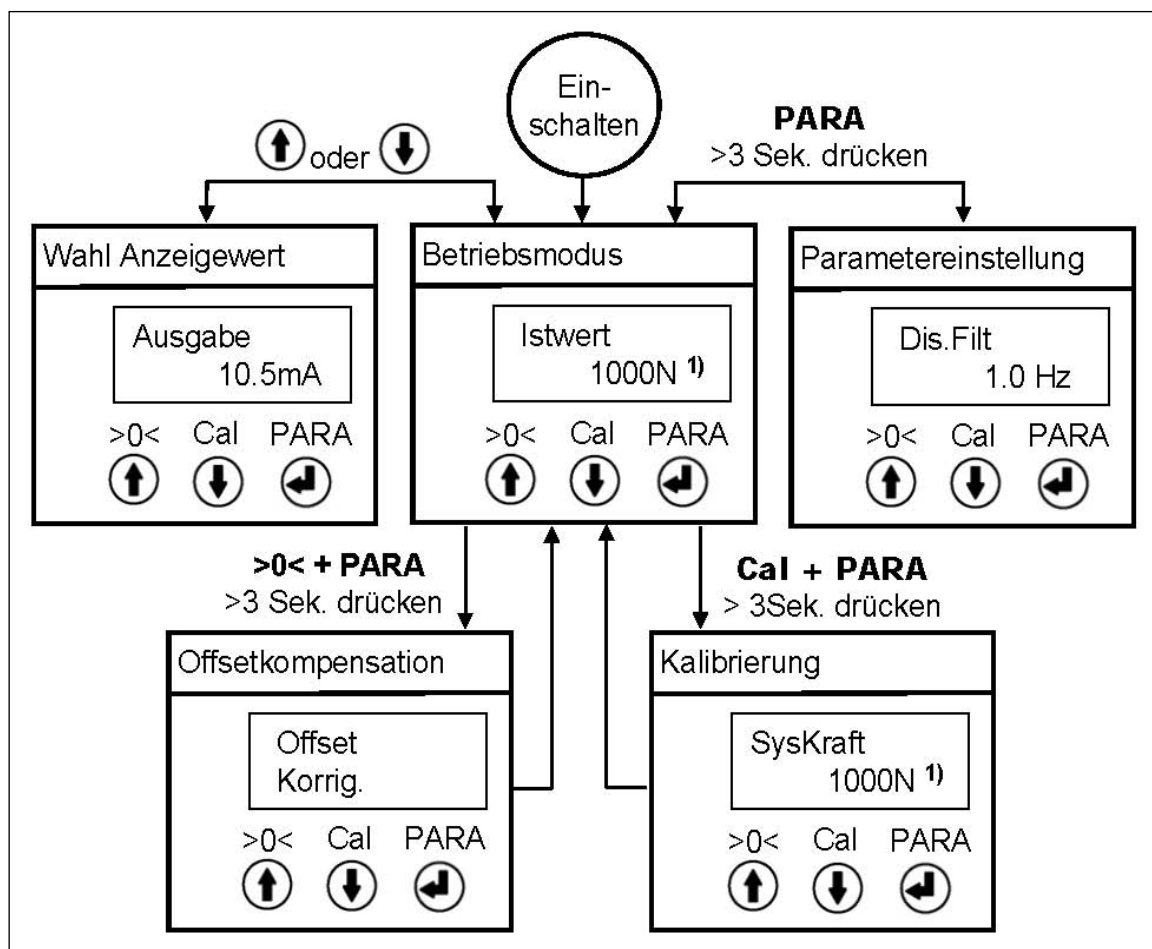 Ein-
schalten
PARA
>3 Sek. drücken
oder
Wahl Anzeigewert
Ausgabe
10.5mA
>0< Cal PARA
Betriebsmodus
Istwert
1000N 1)
>0< Cal PARA
Parametereinstellung
Dis.Filt
1.0 Hz
>0< Cal PARA
>0< + PARA
>3 Sek. drücken
Cal + PARA
> 3Sek. drücken
Offsetkompensation
Offset
Korrig.
>0< Cal PARA
Kalibrierung
SysKraft
1000N 1)
>0< Cal PARA